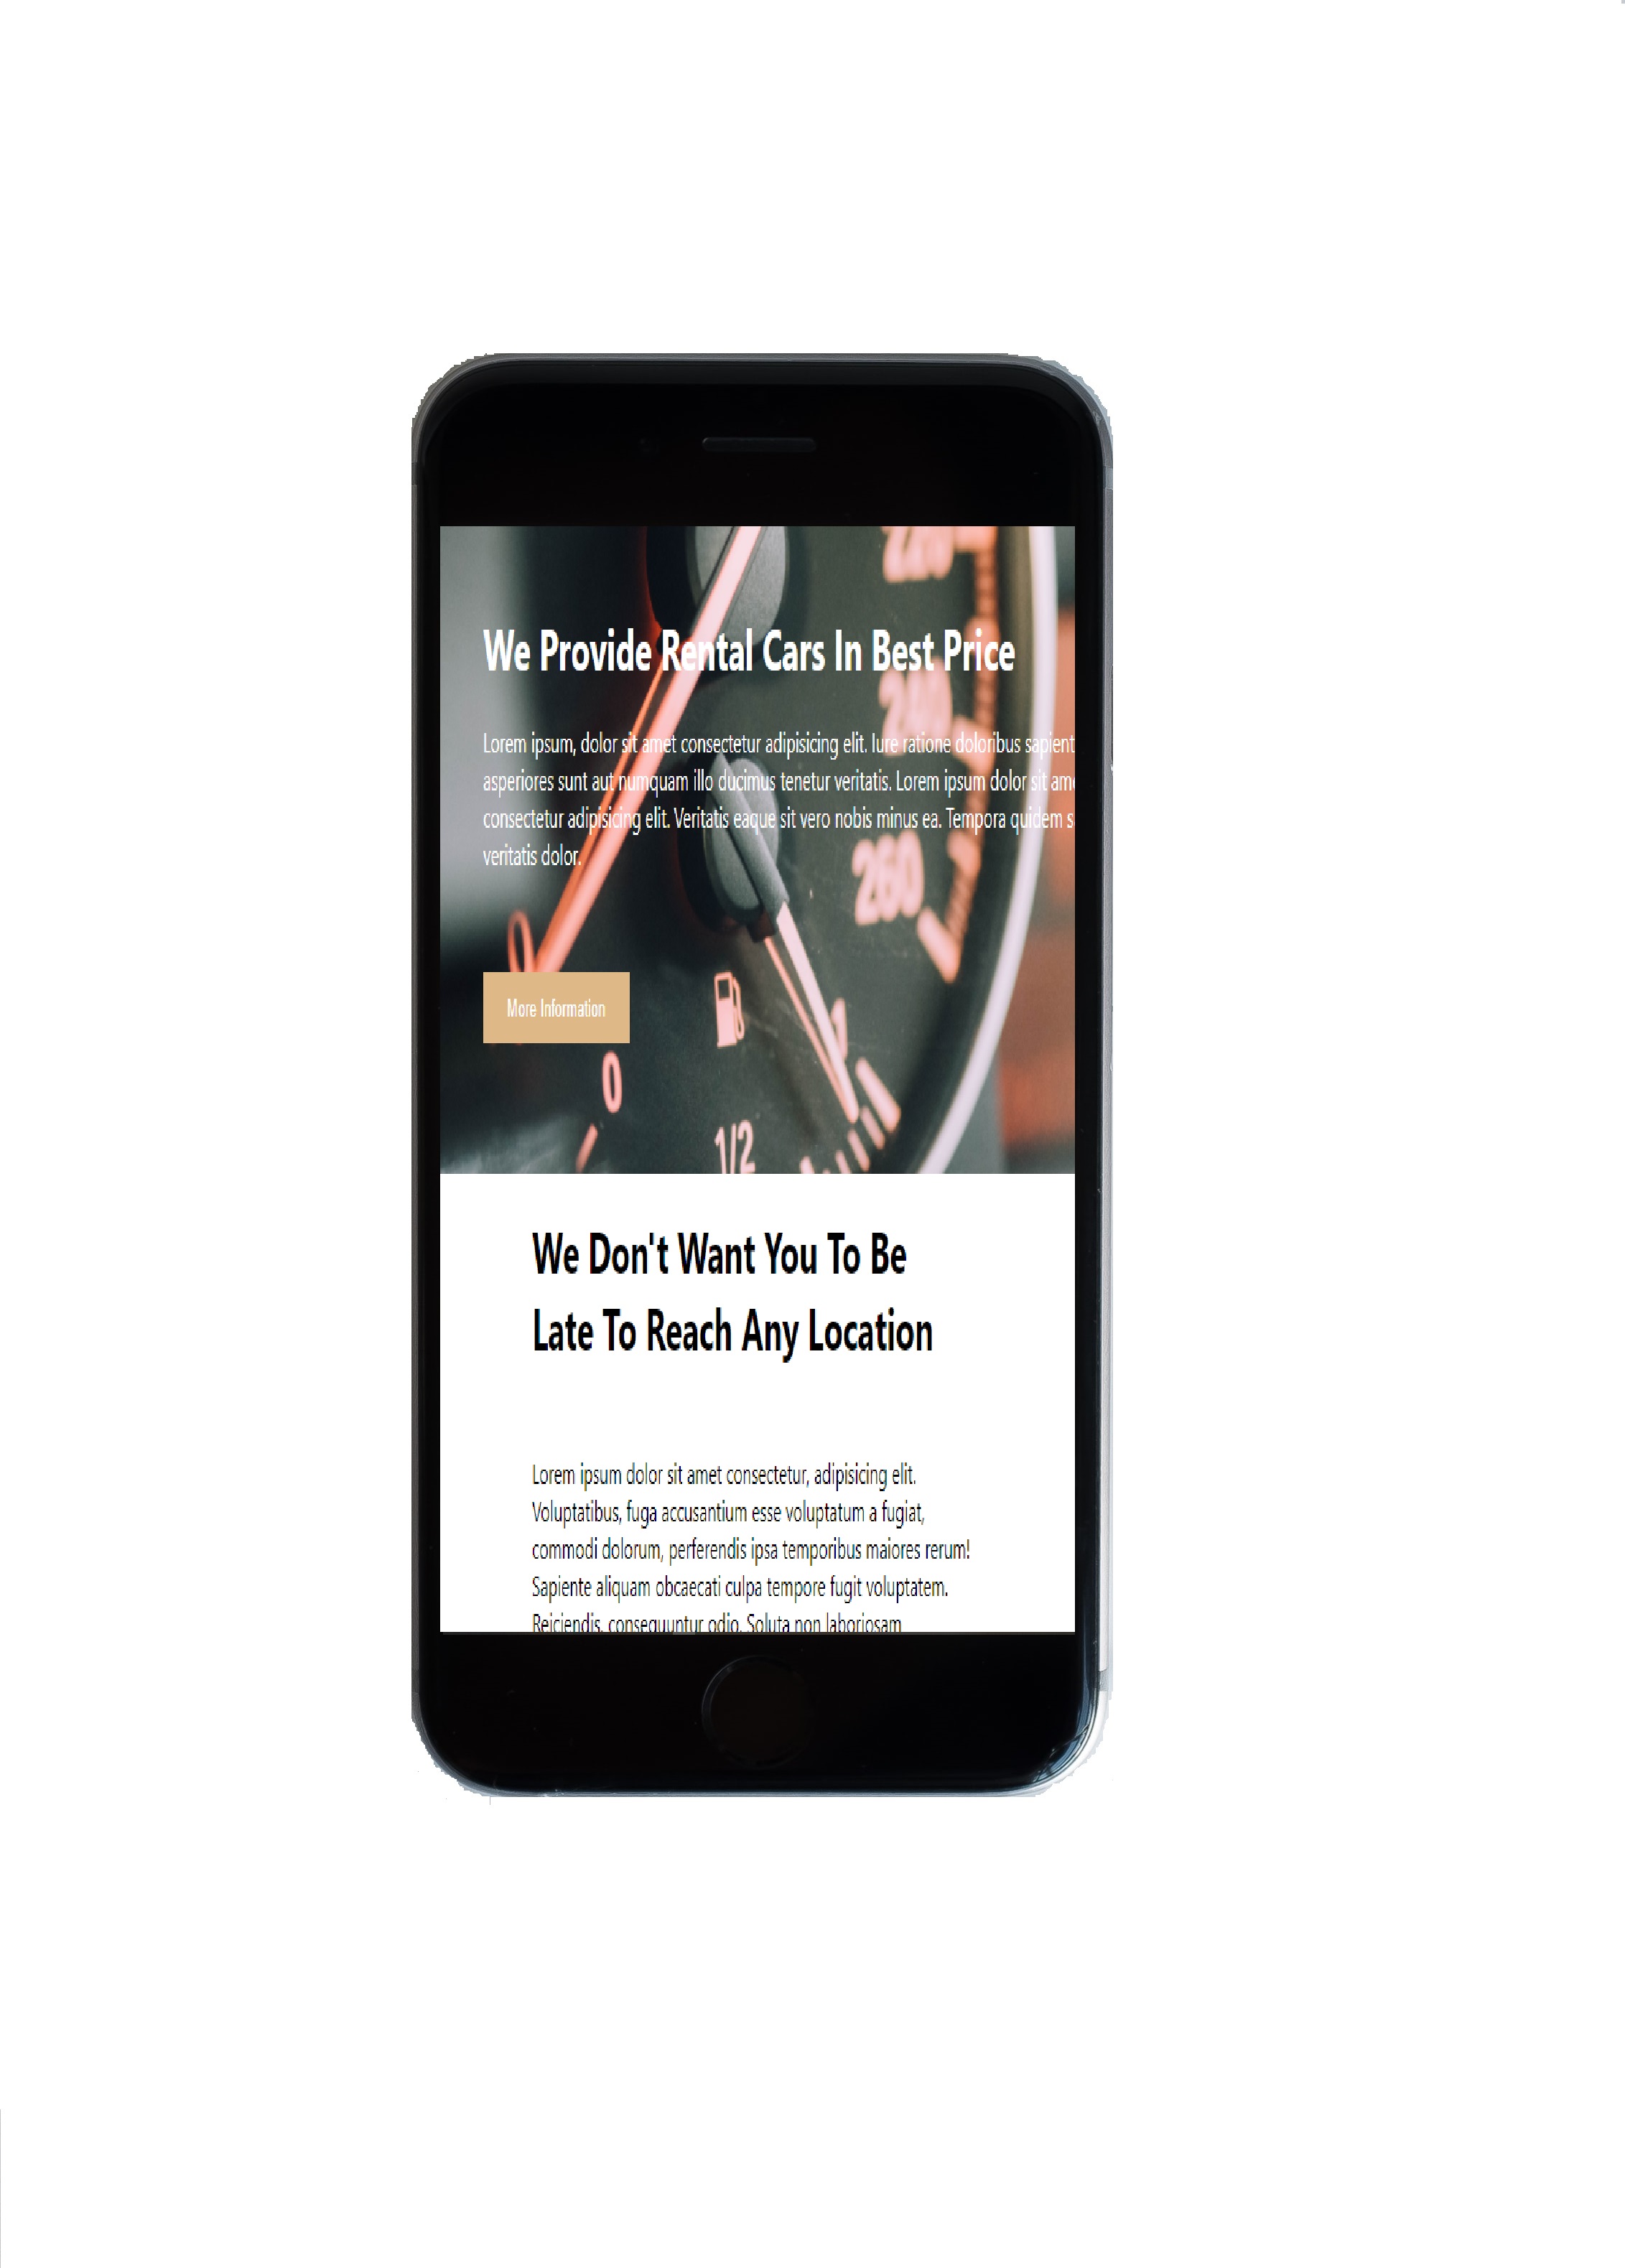 220
We Provide Rental Cars In Best Price
240
Lorem ipsum, dolor sit amet consectetur adipisicing elit. Iure ratione doloribus sapient
asperiores sunt aut numquam illo ducimus tenetur veritatis. Lorem ipsum dolor sit am
consectetur adipisicing elit. Veritatis eaque sit vero nobis minus ea. Tempora quidem s
veritatis dolor.
260
0
More Information
1
0
1/2
We Don't Want You To Be
Late To Reach Any Location
Lorem ipsum dolor sit amet consectetur, adipisicing elit.
Voluptatibus, fuga accusantium esse voluptatum a fugiat,
commodi dolorum, perferendis ipsa temporibus maiores rerum!
Sapiente aliquam obcaecati culpa tempore fugit voluptatem.
Reiciendis, consequuntur odio. Soluta non laboriosam